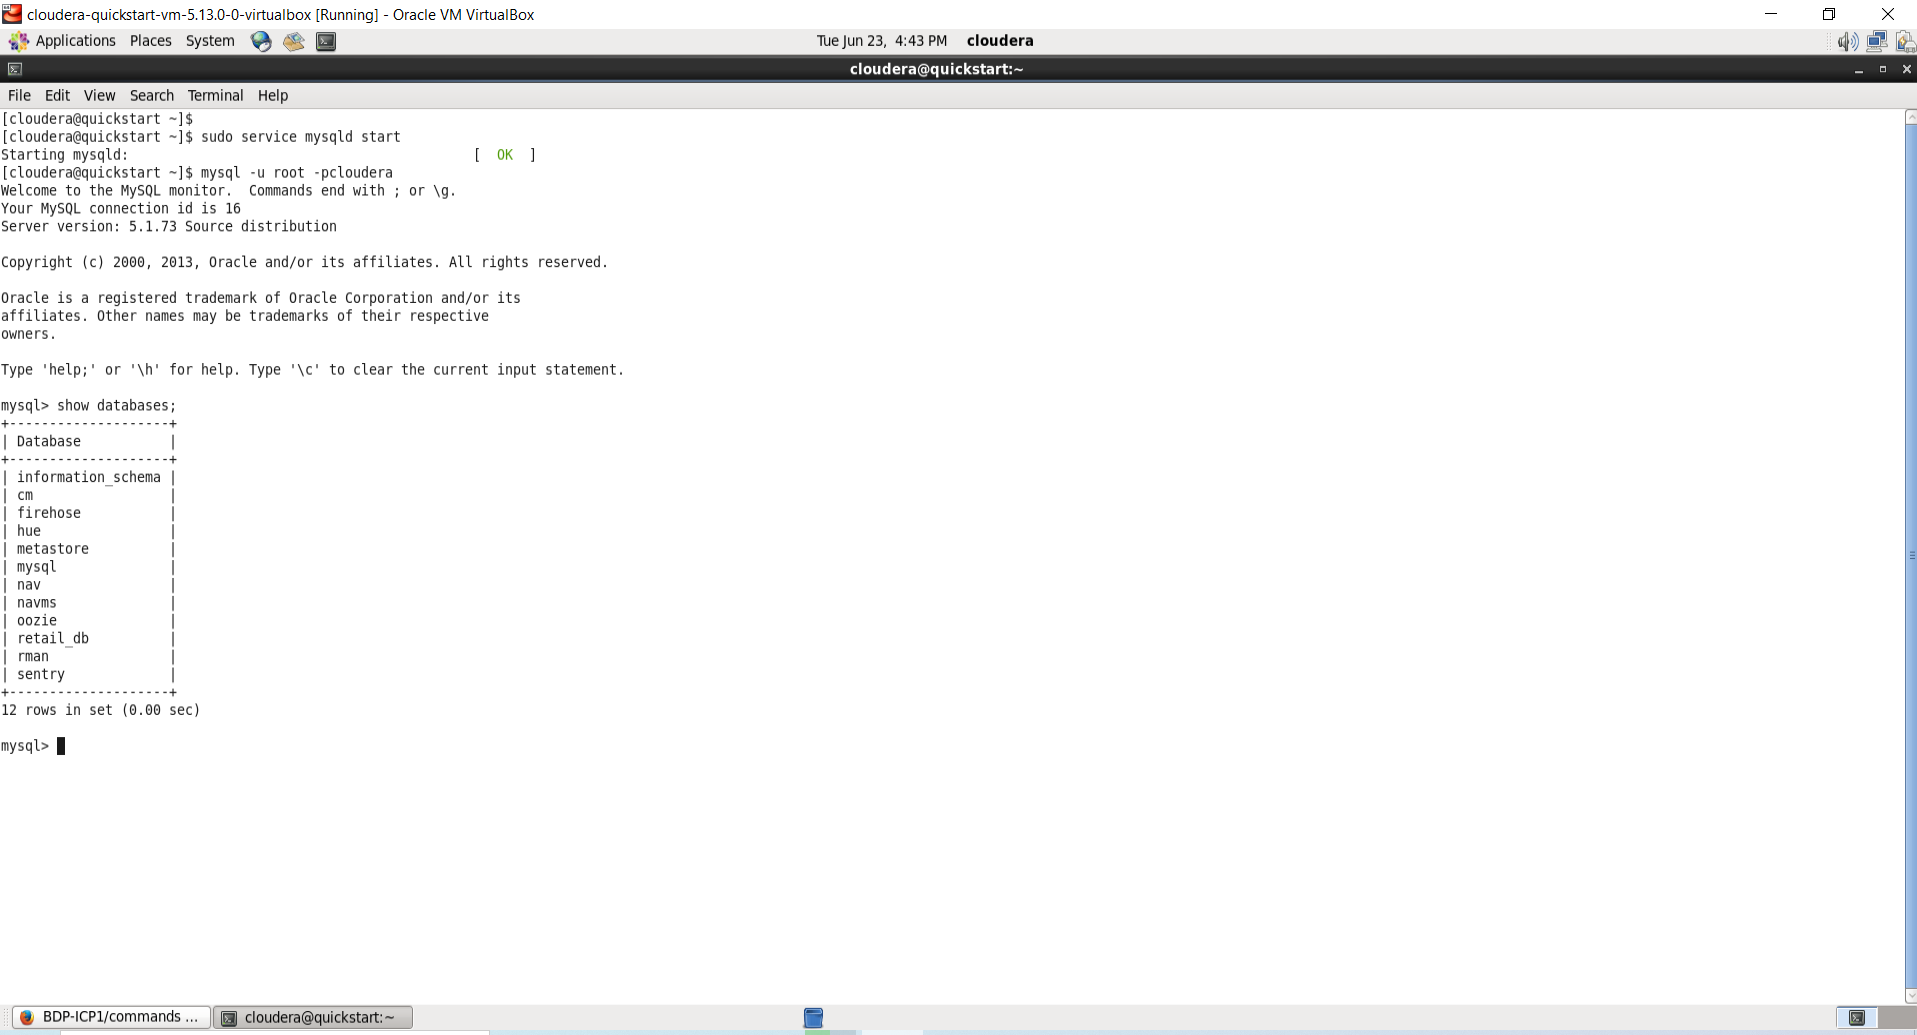 cloudera-quickstart-vm-5.13.0-0-virtualbox [Running] - Oracle VM VirtualBox
Applications Places System Tue Jun 23, 4:43 PM cloudera
cloudera@quickstart:~
File Edit View Search Terminal Help
[cloudera@quickstart ~]$
[cloudera@quickstart ~]$ sudo service mysqld start
Starting mysqld:                                           [  OK  ]
[cloudera@quickstart ~]$ mysql -u root -pcloudera
Welcome to the MySQL monitor.  Commands end with ; or \g.
Your MySQL connection id is 16
Server version: 5.1.73 Source distribution
Copyright (c) 2000, 2013, Oracle and/or its affiliates. All rights reserved.
Oracle is a registered trademark of Oracle Corporation and/or its
affiliates. Other names may be trademarks of their respective
owners.
Type 'help;' or '\h' for help. Type '\c' to clear the current input statement.
mysql> show databases;
+--------------------+
| Database           |
+--------------------+
| information_schema |
| cm                 |
| firehose           |
| hue                |
| metastore          |
| mysql              |
| nav                |
| navms              |
| oozie              |
| retail_db          |
| rman               |
| sentry             |
+--------------------+
12 rows in set (0.00 sec)
mysql>
BDP-ICP1/commands ... cloudera@quickstart:~